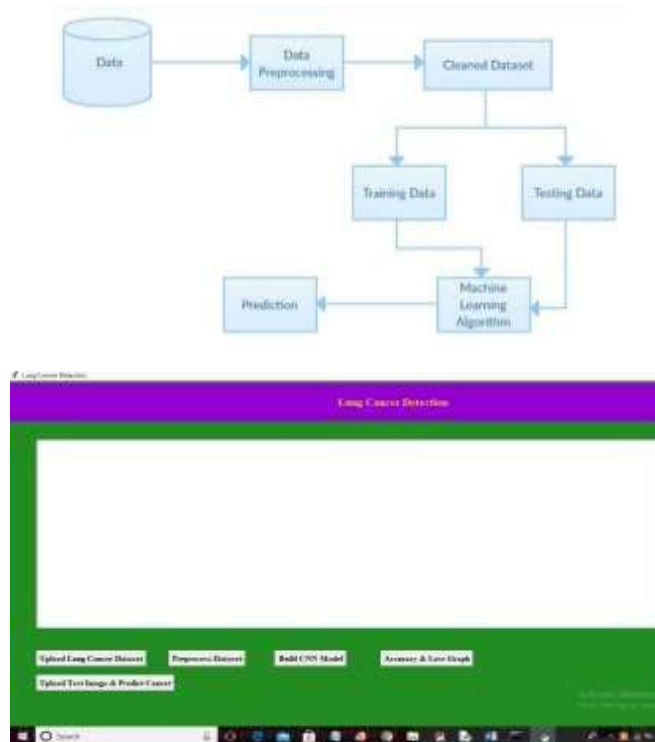 Data
Data
Preprocessing
Cleaned Dataset
Training Data
Testing Data
Machine
Learning
Algorithm
Prediction
Lung Cancer Detection
Lung Cancer Detection
Upload Lung Cancer Dataset
Preprocess Dataset
Build CNN Model
Accuracy & Loss Graph
Upload Test Image & Predict Cancer
Search